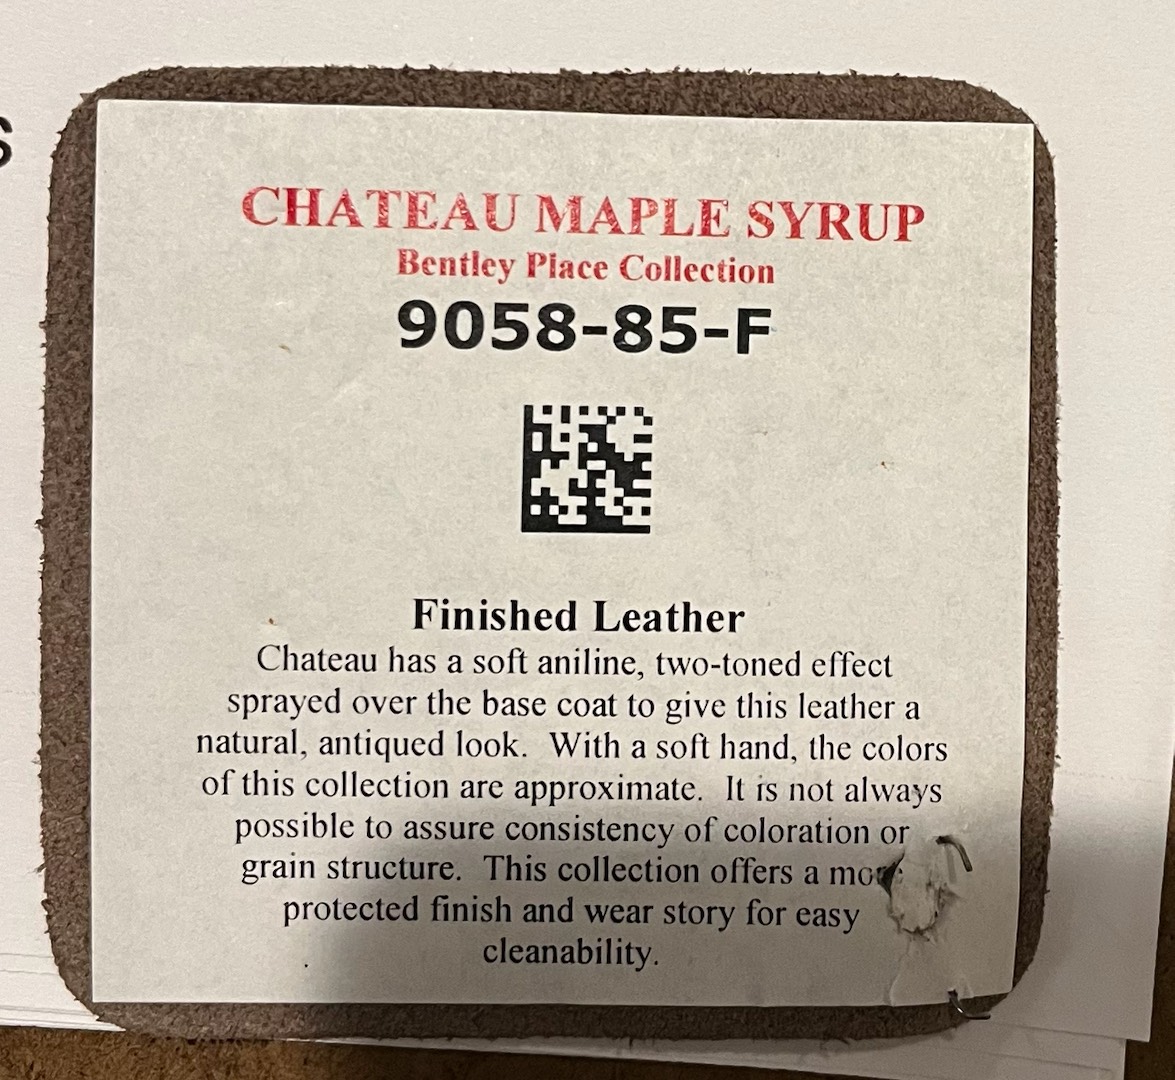 CHATEAU MAPLE SYRUP
Bentley Place Collection
9058-85-F
Finished Leather
Chateau has a soft aniline, two-toned effect
sprayed over the base coat to give this leather a
natural, antiqued look. With a soft hand, the colors
of this collection are approximate. It is not always
possible to assure consistency of coloration or
grain structure. This collection offers a more
protected finish and wear story for easy
cleanability.